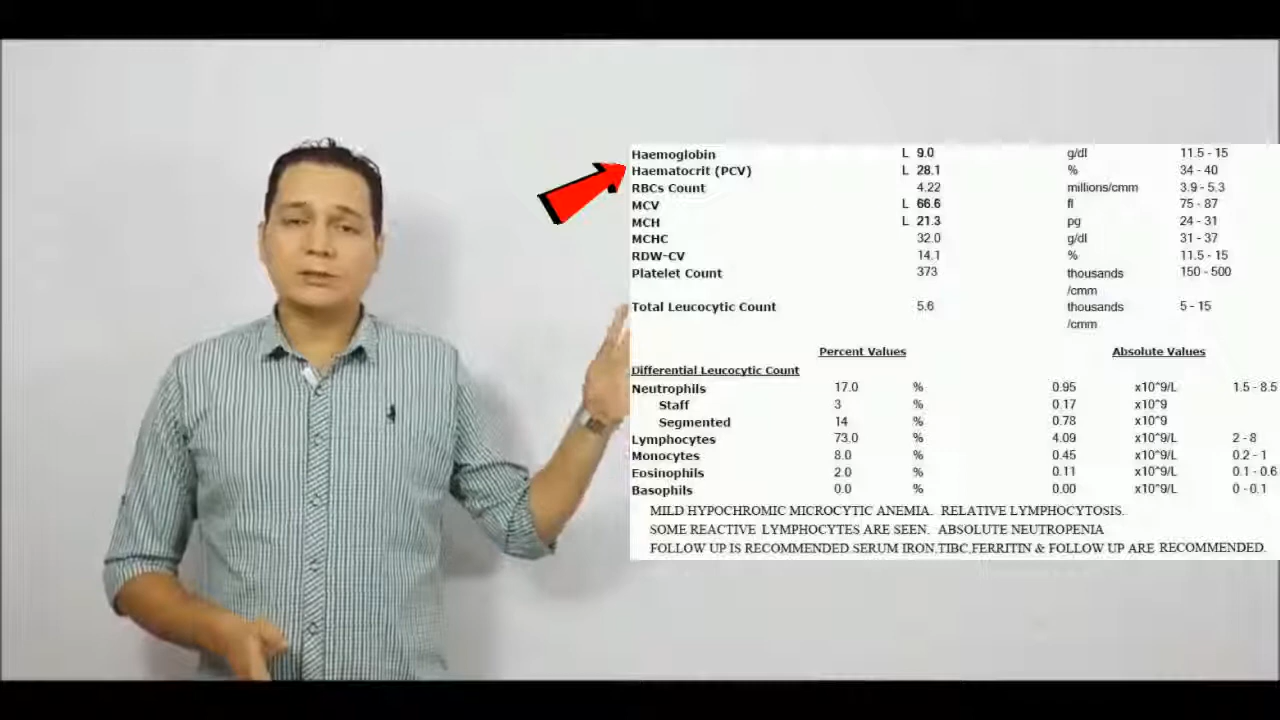 Haemoglobin L 9.0 g/dl 11.5 - 15
Haematocrit (PCV) L 28.1 % 34 - 40
RBCs Count 4.22 millions/cmm 3.9 - 5.3
MCV L 66.6 fl 75 - 87
MCH L 21.3 pg 24 - 31
MCHC 32.0 g/dl 31 - 37
RDW-CV 14.1 % 11.5 - 15
Platelet Count 373 thousands 150 - 500
/cmm
Total Leucocytic Count 5.6 thousands 5 - 15
/cmm
Percent Values Absolute Values
Differential Leucocytic Count
Neutrophils 17.0 % 0.95 x10^9/L 1.5 - 8.5
Staff 3 % 0.17 x10^9
Segmented 14 % 0.78 x10^9
Lymphocytes 73.0 % 4.09 x10^9/L 2 - 8
Monocytes 8.0 % 0.45 x10^9/L 0.2 - 1
Eosinophils 2.0 % 0.11 x10^9/L 0.1 - 0.6
Basophils 0.0 % 0.00 x10^9/L 0 - 0.1
MILD HYPOCHROMIC MICROCYTIC ANEMIA. RELATIVE LYMPHOCYTOSIS.
SOME REACTIVE LYMPHOCYTES ARE SEEN. ABSOLUTE NEUTROPENIA
FOLLOW UP IS RECOMMENDED.SERUM IRON,TIBC,FERRITIN & FOLLOW UP ARE RECOMMENDED.